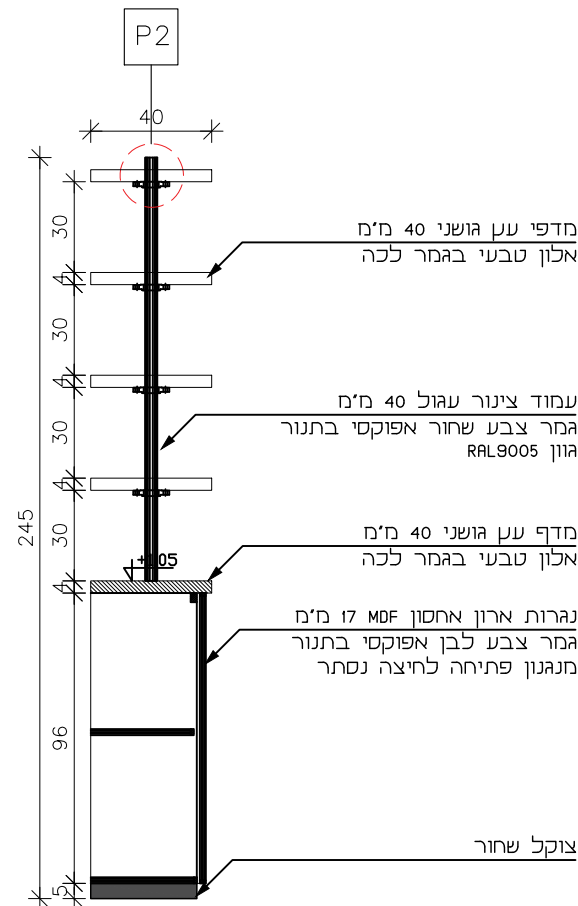 P2
40
30
מדפי עץ גושני 40 מ"מ
אלון טבעי בגמר לכה
4
30
4
עמוד צינור עגול 40 מ"מ
גמר צבע שחור אפוקסי בתנור
גוון RAL9005
30
4
245
30
מדף עץ גושני 40 מ"מ
אלון טבעי בגמר לכה
+105
4
נגרות ארון אחסון MDF 17 מ"מ
גמר צבע לבן אפוקסי בתנור
מנגנון פתיחה לחיצה נסתר
96
צוקל שחור
5